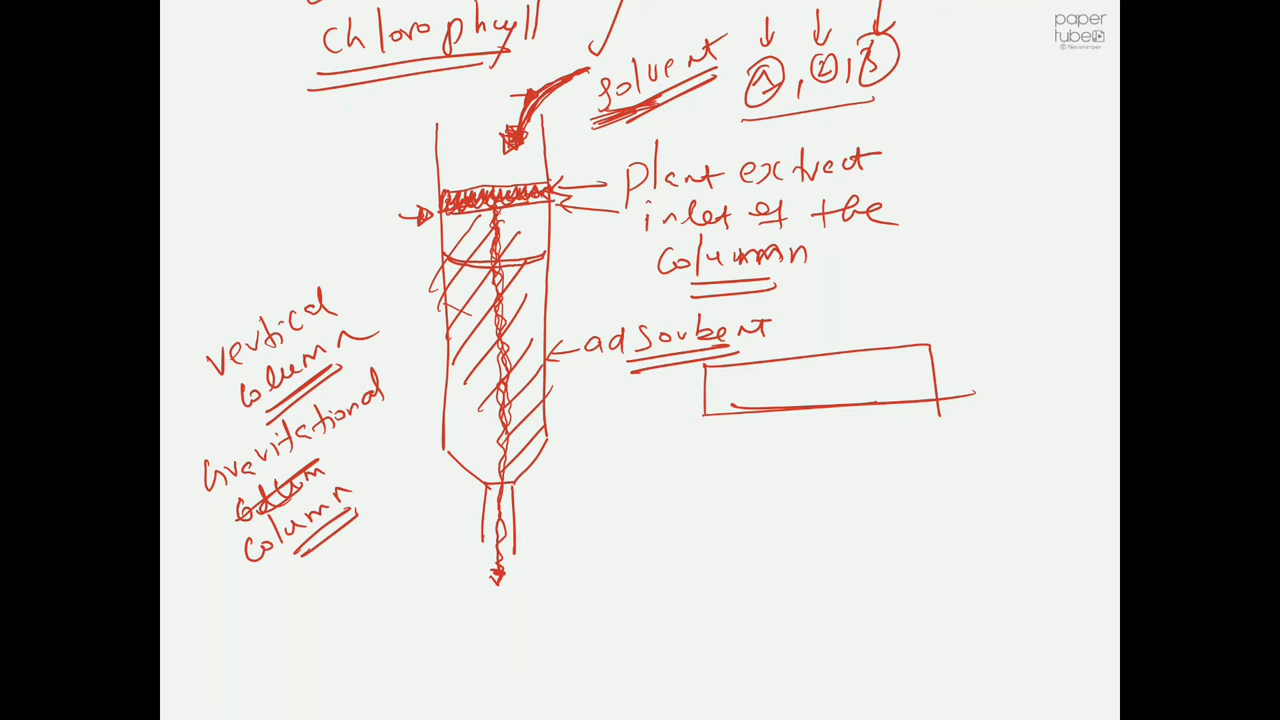 chlorophyll
solvent
1, 2, 3
plant extract
inlet of the
column
adsorbent
vertical
column
Gravitational
column
paper
tube